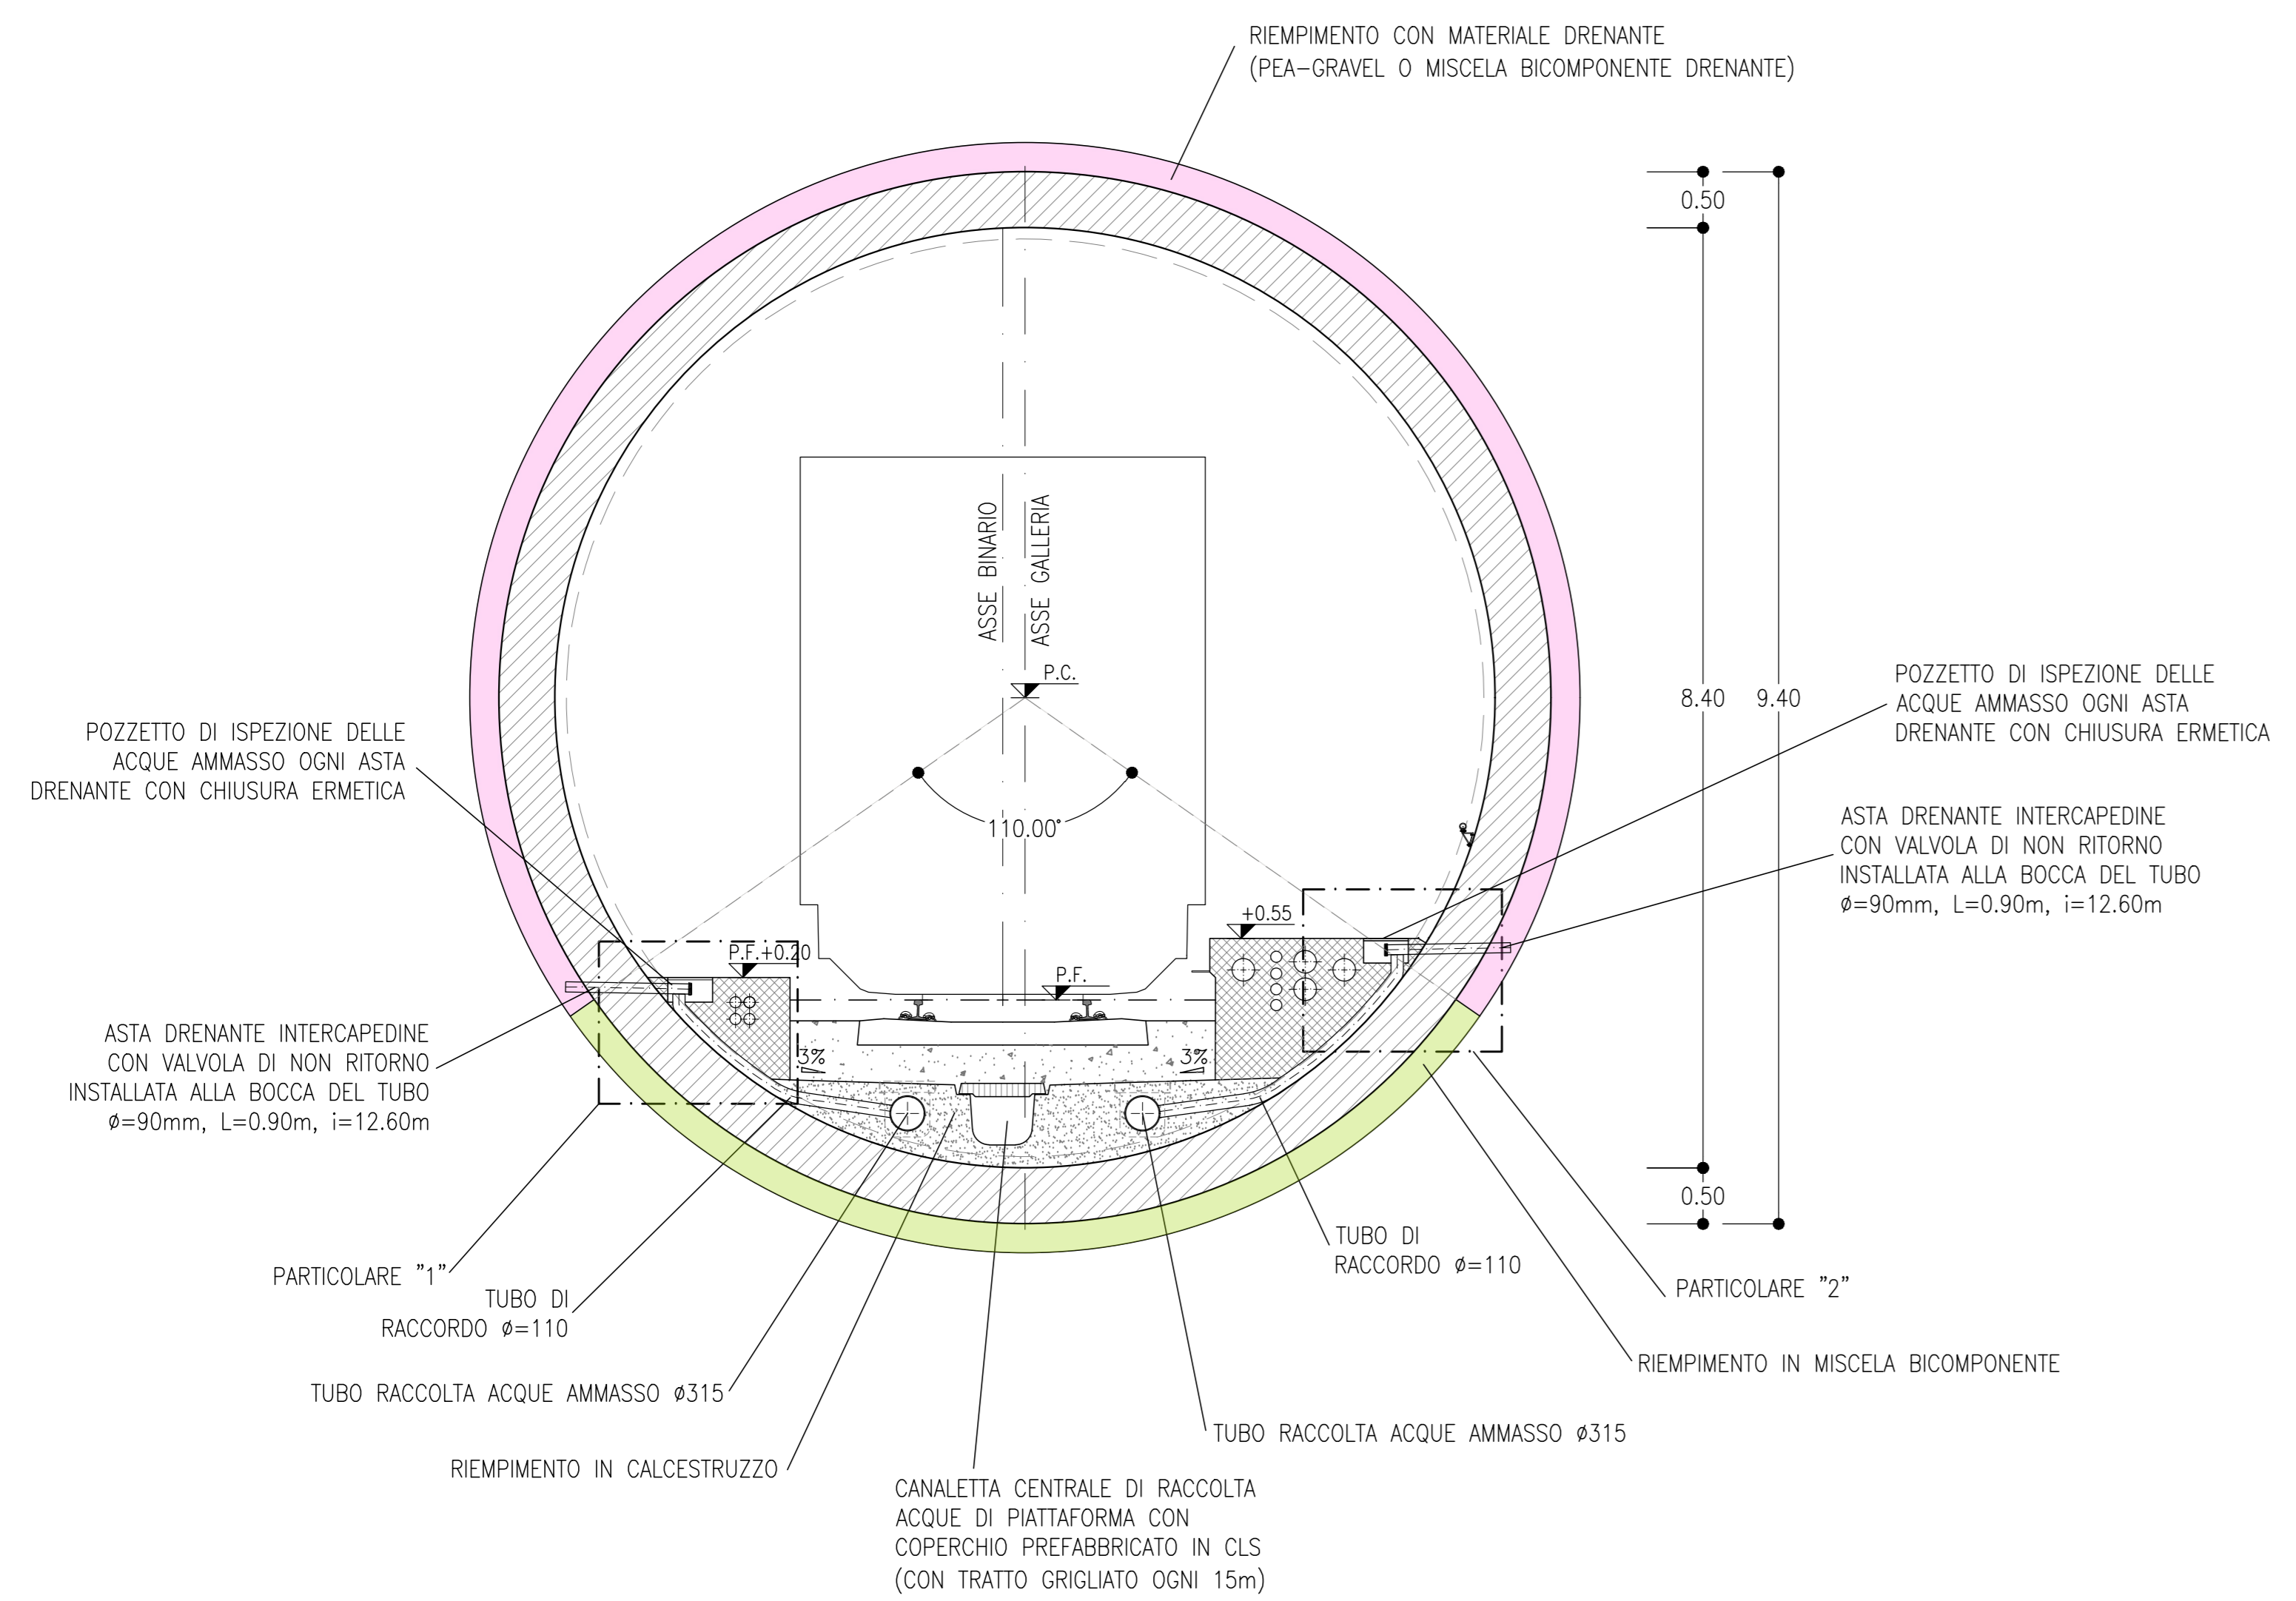 RIEMPIMENTO CON MATERIALE DRENANTE
(PEA-GRAVEL O MISCELA BICOMPONENTE DRENANTE)
0.50
ASSE BINARIO
ASSE GALLERIA
P.C.
8.40
9.40
110.00°
POZZETTO DI ISPEZIONE DELLE
ACQUE AMMASSO OGNI ASTA
DRENANTE CON CHIUSURA ERMETICA
POZZETTO DI ISPEZIONE DELLE
ACQUE AMMASSO OGNI ASTA
DRENANTE CON CHIUSURA ERMETICA
ASTA DRENANTE INTERCAPEDINE
CON VALVOLA DI NON RITORNO
INSTALLATA ALLA BOCCA DEL TUBO
ø=90mm, L=0.90m, i=12.60m
+0.55
P.F.+0.20
P.F.
3%
3%
ASTA DRENANTE INTERCAPEDINE
CON VALVOLA DI NON RITORNO
INSTALLATA ALLA BOCCA DEL TUBO
ø=90mm, L=0.90m, i=12.60m
0.50
PARTICOLARE "1"
TUBO DI
RACCORDO ø=110
TUBO DI
RACCORDO ø=110
PARTICOLARE "2"
RIEMPIMENTO IN MISCELA BICOMPONENTE
TUBO RACCOLTA ACQUE AMMASSO ø315
TUBO RACCOLTA ACQUE AMMASSO ø315
RIEMPIMENTO IN CALCESTRUZZO
CANALETTA CENTRALE DI RACCOLTA
ACQUE DI PIATTAFORMA CON
COPERCHIO PREFABBRICATO IN CLS
(CON TRATTO GRIGLIATO OGNI 15m)